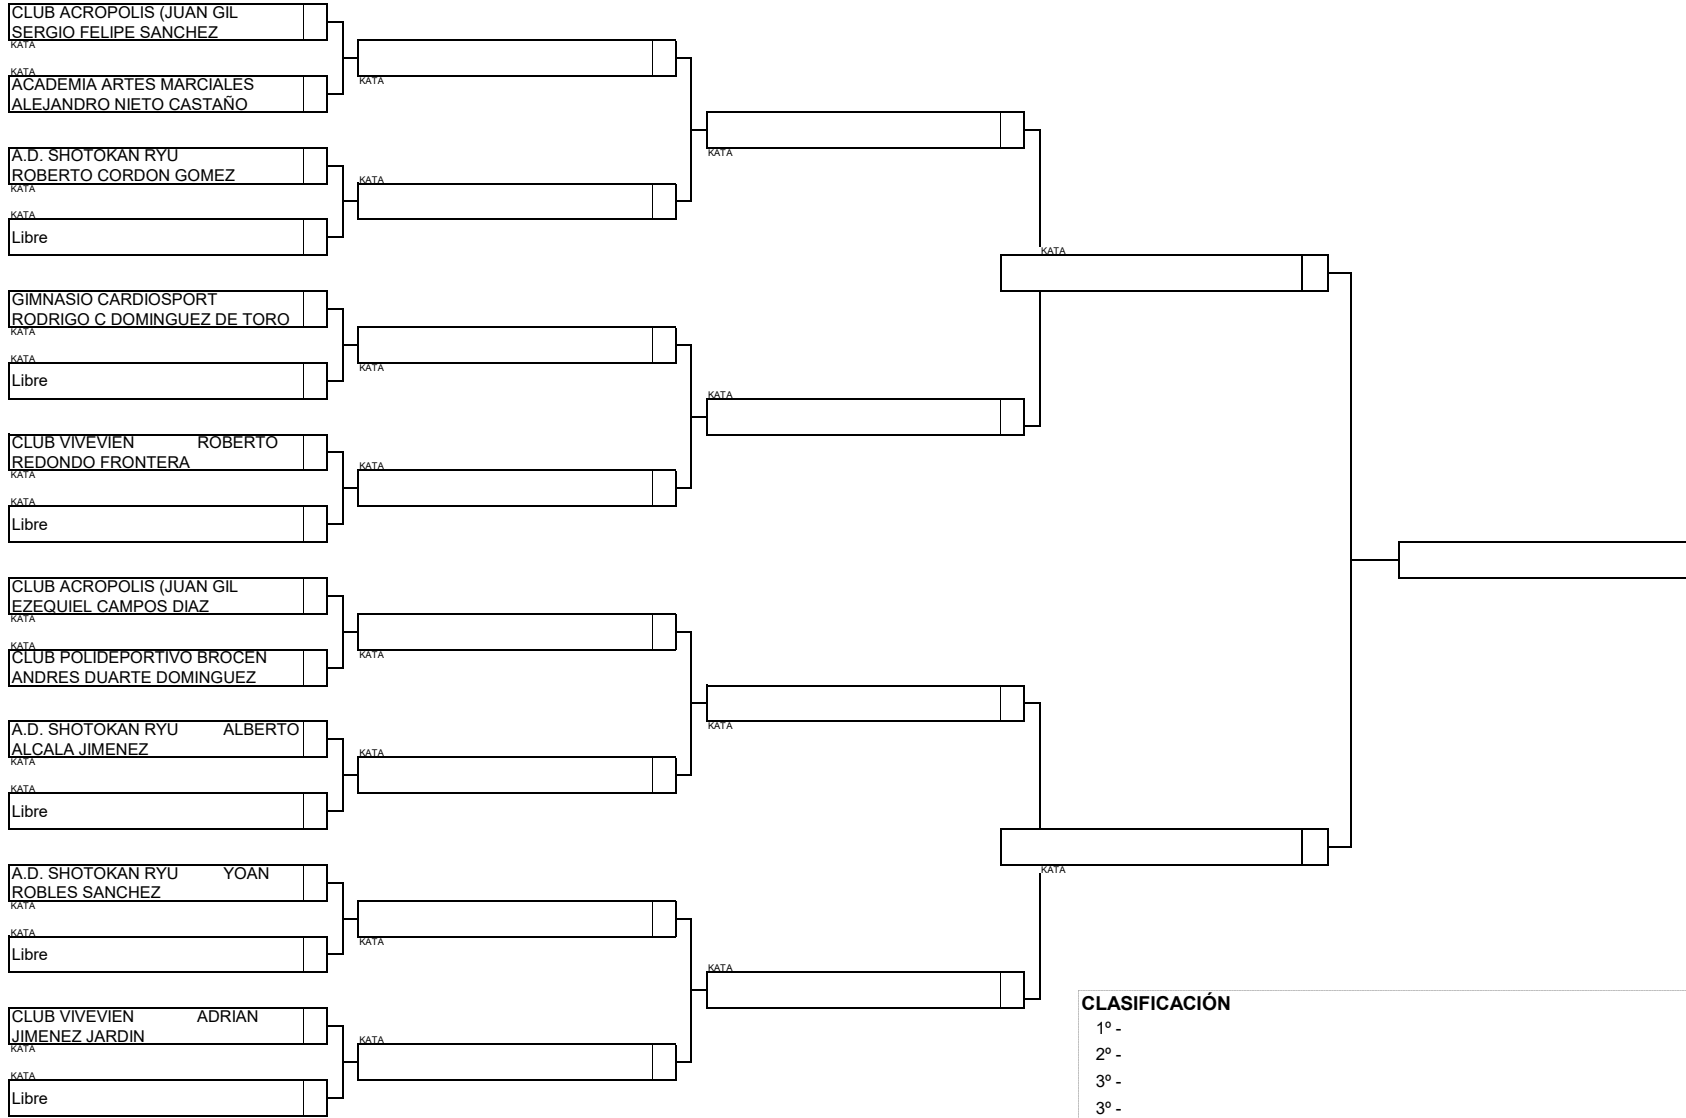 CLUB ACROPOLIS (JUAN GIL
SERGIO FELIPE SANCHEZ
KATA
KATA
ACADEMIA ARTES MARCIALES
ALEJANDRO NIETO CASTAÑO
A.D. SHOTOKAN RYU
ROBERTO CORDON GOMEZ
KATA
KATA
Libre
GIMNASIO CARDIOSPORT
RODRIGO C DOMINGUEZ DE TORO
KATA
KATA
Libre
CLUB VIVEVIEN ROBERTO
REDONDO FRONTERA
KATA
KATA
Libre
CLUB ACROPOLIS (JUAN GIL
EZEQUIEL CAMPOS DIAZ
KATA
KATA
CLUB POLIDEPORTIVO BROCEN
ANDRES DUARTE DOMINGUEZ
A.D. SHOTOKAN RYU ALBERTO
ALCALA JIMENEZ
KATA
KATA
Libre
A.D. SHOTOKAN RYU YOAN
ROBLES SANCHEZ
KATA
KATA
Libre
CLUB VIVEVIEN ADRIAN
JIMENEZ JARDIN
KATA
KATA
Libre
KATA
KATA
KATA
KATA
KATA
KATA
KATA
KATA
KATA
KATA
KATA
KATA
KATA
KATA
CLASIFICACIÓN
1º -
2º -
3º -
3º -